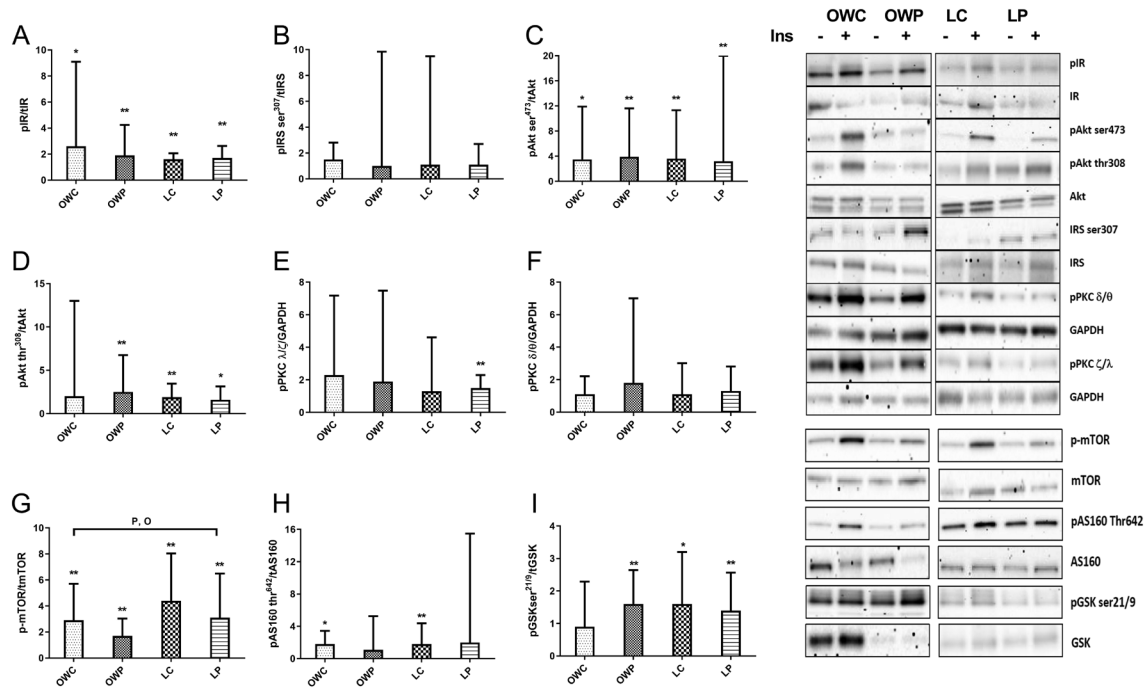 A
pIR/tIR
10
8
6
4
2
0
*
**
**
**
OWC
OWP
LC
LP
B
pIRS ser307/tIRS
10
8
6
4
2
0
OWC
OWP
LC
LP
C
pAkt ser473/tAkt
20
16
12
8
4
0
*
**
**
**
OWC
OWP
LC
LP
D
pAkt thr308/tAkt
15
10
5
0
**
**
*
OWC
OWP
LC
LP
E
pPKC λ/ζ/GAPDH
8
6
4
2
0
**
OWC
OWP
LC
LP
F
pPKC δ/θ/GAPDH
8
6
4
2
0
OWC
OWP
LC
LP
G
p-mTOR/tmTOR
10
8
6
4
2
0
P, O
**
**
**
**
OWC
OWP
LC
LP
H
pAS160 thr642/tAS160
16
12
8
4
0
*
**
OWC
OWP
LC
LP
I
pGSKser21/9/tGSK
4
3
2
1
0
**
*
**
OWC
OWP
LC
LP
OWC OWP LC LP
Ins - + - + - + - +
pIR
IR
pAkt ser473
pAkt thr308
Akt
IRS ser307
IRS
pPKC δ/θ
GAPDH
pPKC ζ/λ
GAPDH
p-mTOR
mTOR
pAS160 Thr642
AS160
pGSK ser21/9
GSK